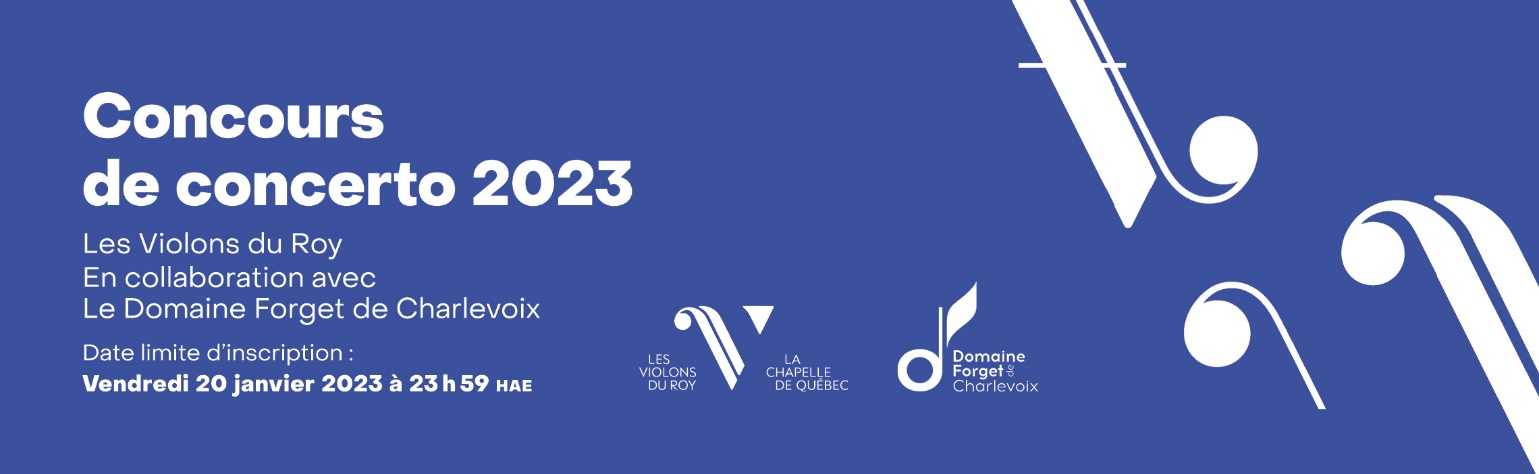 Concours
de concerto 2023
Les Violons du Roy
En collaboration avec
Le Domaine Forget de Charlevoix
Date limite d'inscription :
Vendredi 20 janvier 2023 à 23 h 59 HAE
LES
VIOLONS
DU ROY
LA
CHAPELLE
DE QUÉBEC
Domaine
Forget de
Charlevoix